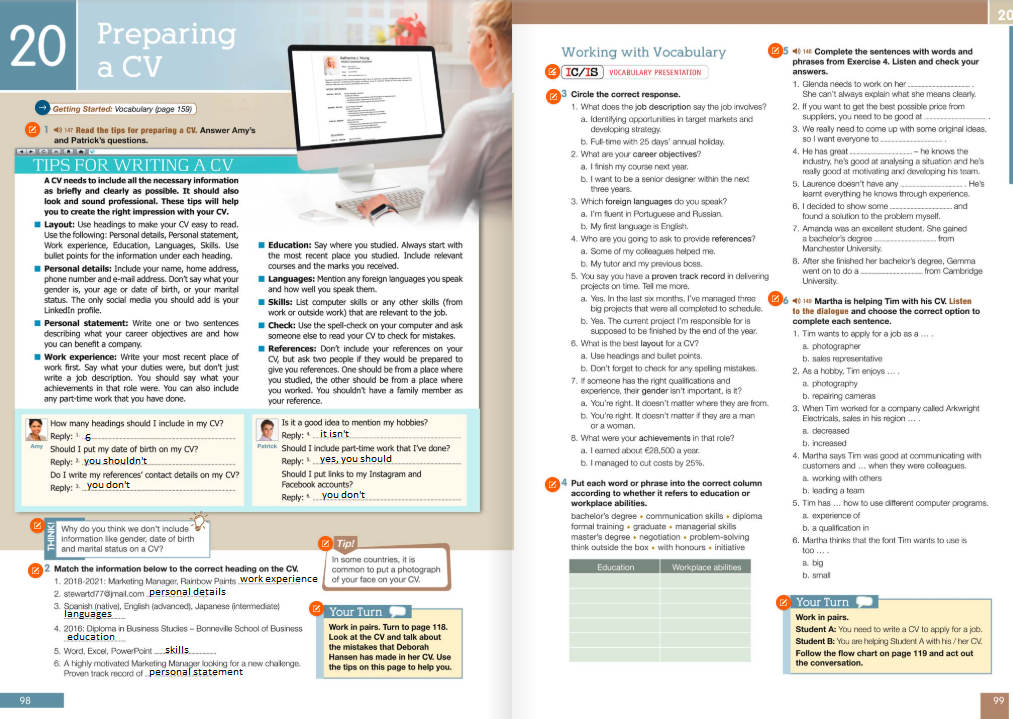 20
Preparing
a CV
Getting Started: Vocabulary (page 159)
1 147 Read the tips for preparing a CV. Answer Amy's
and Patrick's questions.
TIPS FOR WRITING A CV
A CV needs to include all the necessary information
as briefly and clearly as possible. It should also
look and sound professional. These tips will help
you to create the right impression with your CV.
Layout: Use headings to make your CV easy to read.
Use the following: Personal details, Personal statement,
Work experience, Education, Languages, Skills. Use
bullet points for the information under each heading.
Personal details: Include your name, home address,
phone number and e-mail address. Don't say what your
gender is, your age or date of birth, or your marital
status. The only social media you should add is your
LinkedIn profile.
Personal statement: Write one or two sentences
describing what your career objectives are and how
you can benefit a company.
Work experience: Write your most recent place of
work first. Say what your duties were, but don't just
write a job description. You should say what your
achievements in that role were. You can also include
any part-time work that you have done.
Education: Say where you studied. Always start with
the most recent place you studied. Include relevant
courses and the marks you received.
Languages: Mention any foreign languages you speak
and how well you speak them.
Skills: List computer skills or any other skills (from
work or outside work) that are relevant to the job.
Check: Use the spell-check on your computer and ask
someone else to read your CV to check for mistakes.
References: Don't include your references on your
CV, but ask two people if they would be prepared to
give you references. One should be from a place where
you studied, the other should be from a place where
you worked. You shouldn't have a family member as
your reference.
How many headings should I include in my CV?
Reply: 1. 6
Amy
Should I put my date of birth on my CV?
Reply: 2. you shouldn't
Do I write my references' contact details on my CV?
Reply: 3. you don't
Is it a good idea to mention my hobbies?
Reply: 4. it isn't
Patrick
Should I include part-time work that I've done?
Reply: 5. yes, you should
Should I put links to my Instagram and
Facebook accounts?
Reply: 6. you don't
THINK!
Why do you think we don't include
information like gender, date of birth
and marital status on a CV?
Tip!
In some countries, it is
common to put a photograph
of your face on your CV.
2 Match the information below to the correct heading on the CV.
1. 2018-2021: Marketing Manager, Rainbow Paints work experience
2. stewartd77@jmail.com personal details
3. Spanish (native), English (advanced), Japanese (intermediate)
languages
4. 2016: Diploma in Business Studies – Bonneville School of Business
education
5. Word, Excel, PowerPoint skills
6. A highly motivated Marketing Manager looking for a new challenge.
Proven track record of personal statement
Your Turn
Work in pairs. Turn to page 118.
Look at the CV and talk about
the mistakes that Deborah
Hansen has made in her CV. Use
the tips on this page to help you.
98
20
Working with Vocabulary
IC/IS VOCABULARY PRESENTATION
3 Circle the correct response.
1. What does the job description say the job involves?
a. Identifying opportunities in target markets and
developing strategy.
b. Full-time with 25 days' annual holiday.
2. What are your career objectives?
a. I finish my course next year.
b. I want to be a senior designer within the next
three years.
3. Which foreign languages do you speak?
a. I'm fluent in Portuguese and Russian.
b. My first language is English.
4. Who are you going to ask to provide references?
a. Some of my colleagues helped me.
b. My tutor and my previous boss.
5. You say you have a proven track record in delivering
projects on time. Tell me more.
a. Yes. In the last six months, I've managed three
big projects that were all completed to schedule.
b. Yes. The current project I'm responsible for is
supposed to be finished by the end of the year.
6. What is the best layout for a CV?
a. Use headings and bullet points.
b. Don't forget to check for any spelling mistakes.
7. If someone has the right qualifications and
experience, their gender isn't important, is it?
a. You're right. It doesn't matter where they are from.
b. You're right. It doesn't matter if they are a man
or a woman.
8. What were your achievements in that role?
a. I earned about €28,500 a year.
b. I managed to cut costs by 25%.
4 Put each word or phrase into the correct column
according to whether it refers to education or
workplace abilities.
bachelor's degree • communication skills • diploma
formal training • graduate • managerial skills
master's degree • negotiation • problem-solving
think outside the box • with honours • initiative
Education Workplace abilities
5 148 Complete the sentences with words and
phrases from Exercise 4. Listen and check your
answers.
1. Glenda needs to work on her .
She can't always explain what she means clearly.
2. If you want to get the best possible price from
suppliers, you need to be good at .
3. We really need to come up with some original ideas,
so I want everyone to .
4. He has great – he knows the
industry, he's good at analysing a situation and he's
really good at motivating and developing his team.
5. Laurence doesn't have any . He's
learnt everything he knows through experience.
6. I decided to show some and
found a solution to the problem myself.
7. Amanda was an excellent student. She gained
a bachelor's degree from
Manchester University.
8. After she finished her bachelor's degree, Gemma
went on to do a from Cambridge
University.
6 149 Martha is helping Tim with his CV. Listen
to the dialogue and choose the correct option to
complete each sentence.
1. Tim wants to apply for a job as a … .
a. photographer
b. sales representative
2. As a hobby, Tim enjoys … .
a. photography
b. repairing cameras
3. When Tim worked for a company called Arkwright
Electricals, sales in his region … .
a. decreased
b. increased
4. Martha says Tim was good at communicating with
customers and … when they were colleagues.
a. working with others
b. leading a team
5. Tim has … how to use different computer programs.
a. experience of
b. a qualification in
6. Martha thinks that the font Tim wants to use is
too … .
a. big
b. small
Your Turn
Work in pairs.
Student A: You need to write a CV to apply for a job.
Student B: You are helping Student A with his / her CV.
Follow the flow chart on page 119 and act out
the conversation.
99